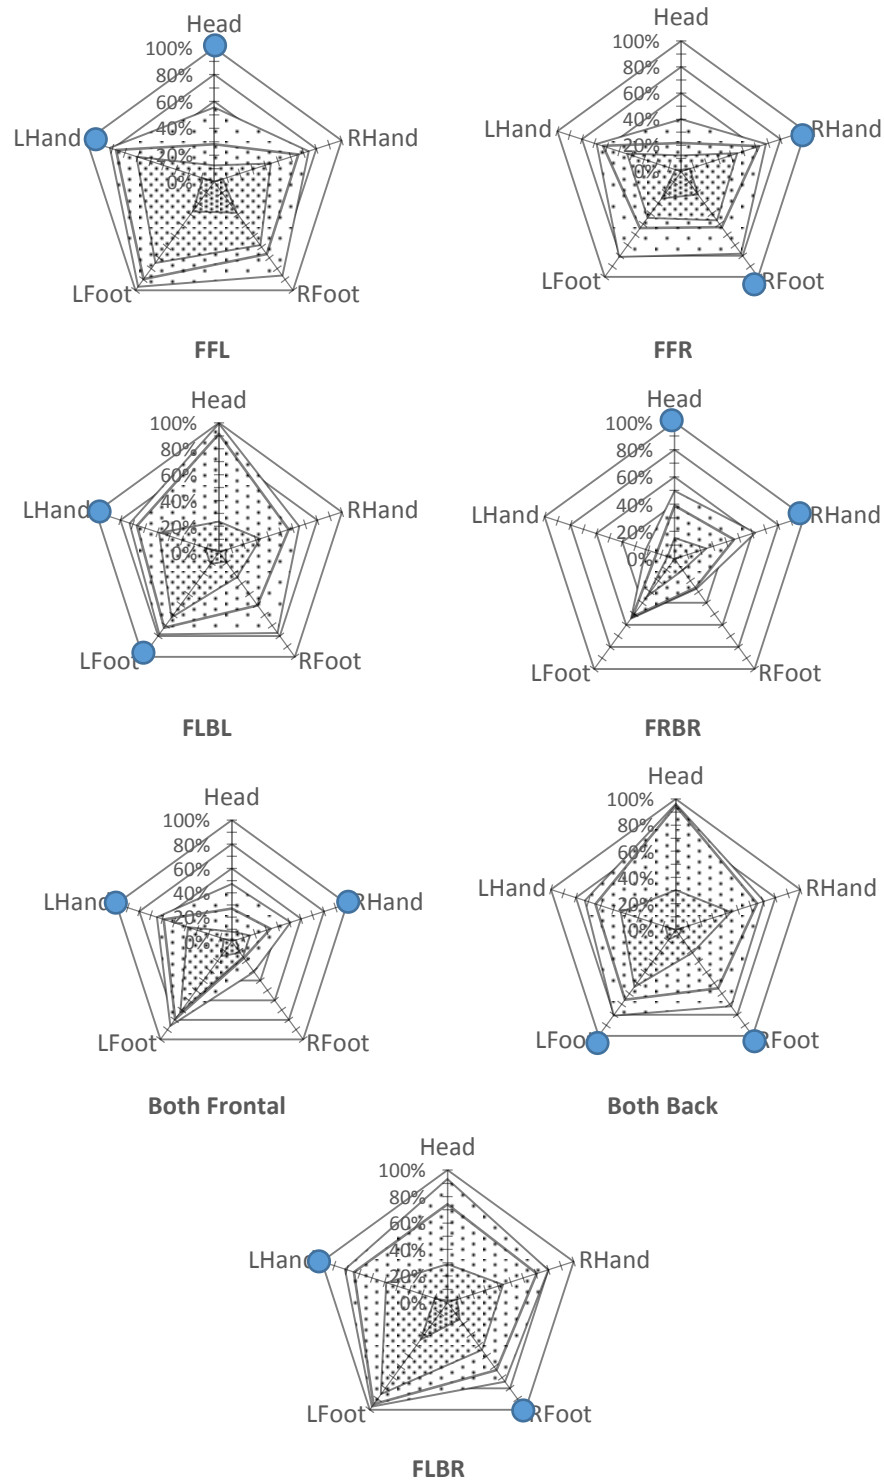 Head
100%
80%
60%
40%
20%
0%
LHand
RHand
LFoot
RFoot
FFL
Head
100%
80%
60%
40%
20%
0%
LHand
RHand
LFoot
RFoot
FFR
Head
100%
80%
60%
40%
20%
0%
LHand
RHand
LFoot
RFoot
FLBL
Head
100%
80%
60%
40%
20%
0%
LHand
RHand
LFoot
RFoot
FRBR
Head
100%
80%
60%
40%
20%
0%
LHand
RHand
LFoot
RFoot
Both Frontal
Head
100%
80%
60%
40%
20%
0%
LHand
RHand
LFoot
RFoot
Both Back
Head
100%
80%
60%
40%
20%
0%
LHand
RHand
LFoot
RFoot
FLBR